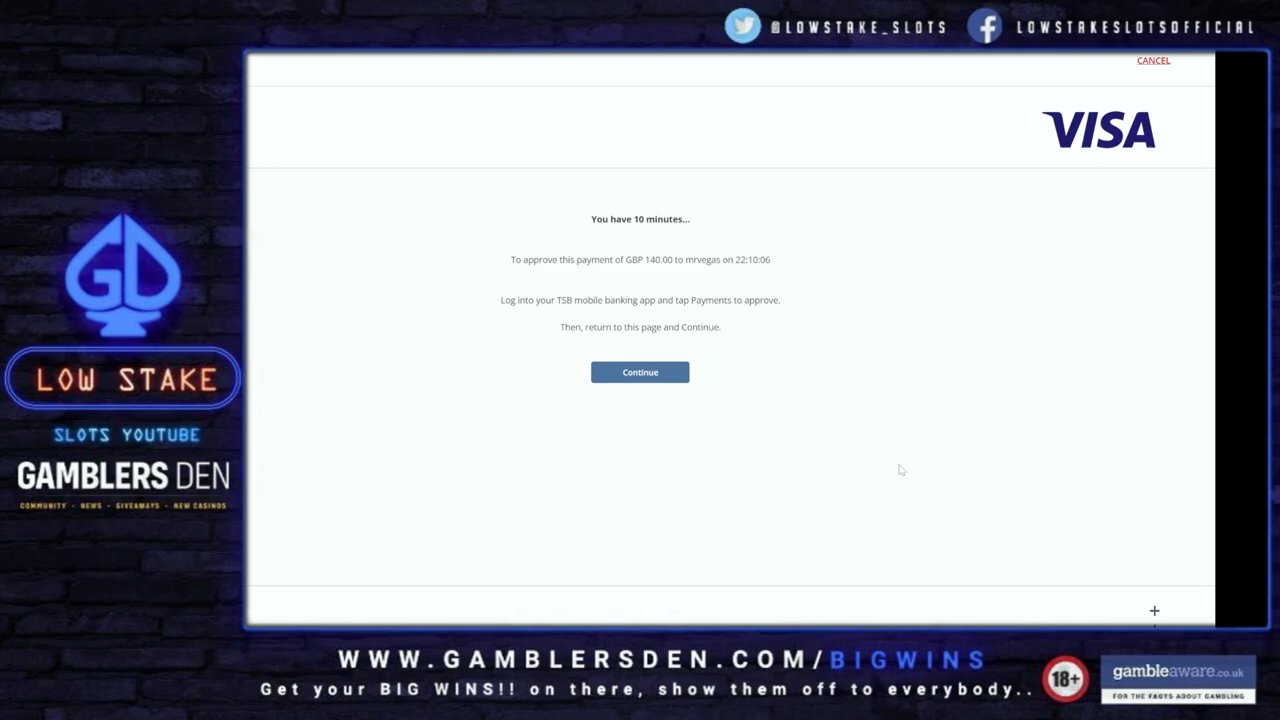 @LOWSTAKE_SLOTS
LOWSTAKESLOTSOFFICIAL
CANCEL
VISA
You have 10 minutes...
To approve this payment of GBP 140.00 to mrvegas on 22:10:06
Log into your TSB mobile banking app and tap Payments to approve.
Then, return to this page and Continue.
Continue
GD
LOW STAKE
SLOTS YOUTUBE
GAMBLERS DEN
COMMUNITY - NEWS - GIVEAWAYS - NEW CASINOS
WWW.GAMBLERSDEN.COM/BIGWINS
Get your BIG WINS!! on there, show them off to everybody..
18+
gambleaware.co.uk
FOR THE FACTS ABOUT GAMBLING